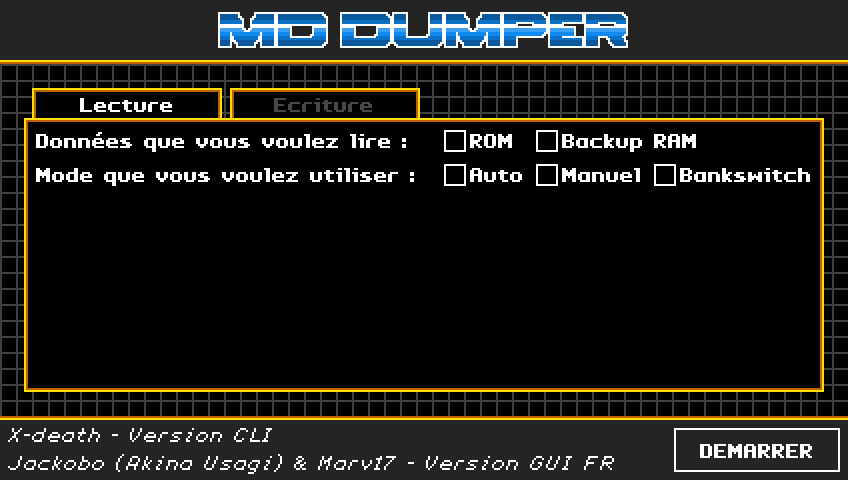 MD DUMPER
Lecture Ecriture
Données que vous voulez lire : ROM Backup RAM
Mode que vous voulez utiliser : Auto Manuel Bankswitch
X-death - Version CLI
Jackobo (Akina Usagi) & Marv17 - Version GUI FR
DEMARRER